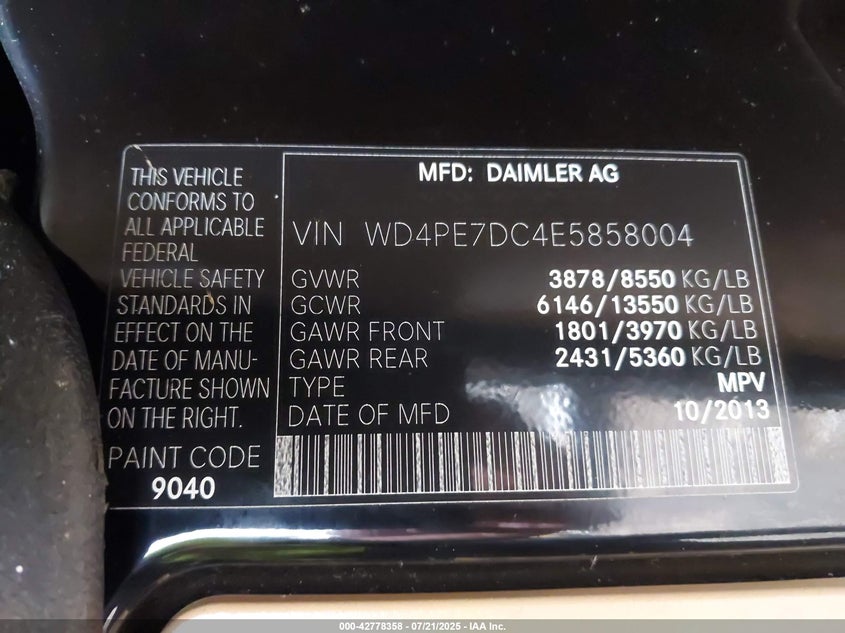 THIS VEHICLE
CONFORMS TO
ALL APPLICABLE
FEDERAL
VEHICLE SAFETY
STANDARDS IN
EFFECT ON THE
DATE OF MANU-
FACTURE SHOWN
ON THE RIGHT.
PAINT CODE
9040
MFD: DAIMLER AG
VIN WD4PE7DC4E5858004
GVWR 3878/8550 KG/LB
GCWR 6146/13550 KG/LB
GAWR FRONT 1801/3970 KG/LB
GAWR REAR 2431/5360 KG/LB
TYPE MPV
DATE OF MFD 10/2013
000-42778358 - 07/21/2025 - IAA Inc.